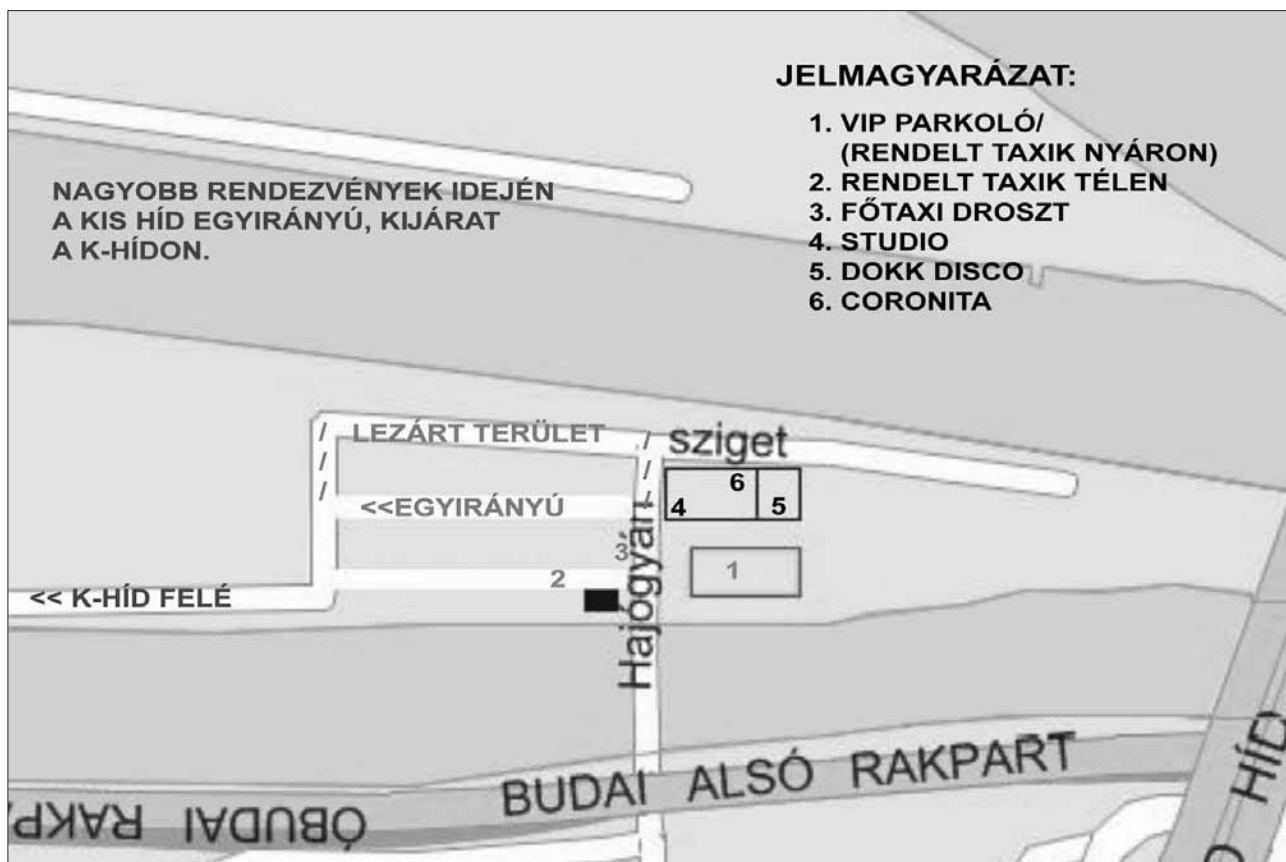 JELMAGYARÁZAT:
1. VIP PARKOLÓ/
(RENDELT TAXIK NYÁRON)
2. RENDELT TAXIK TÉLEN
3. FŐTAXI DROSZT
4. STUDIO
5. DOKK DISCO
6. CORONITA
NAGYOBB RENDEZVÉNYEK IDEJÉN
A KIS HÍD EGYIRÁNYÚ, KIJÁRAT
A K-HÍDON.
LEZÁRT TERÜLET
sziget
6
4
5
<<EGYIRÁNYÚ
Hajógyári
3
2
1
<< K-HÍD FELÉ
BUDAI ALSÓ RAKPART
ÓBUDAI RAKP
HÍD